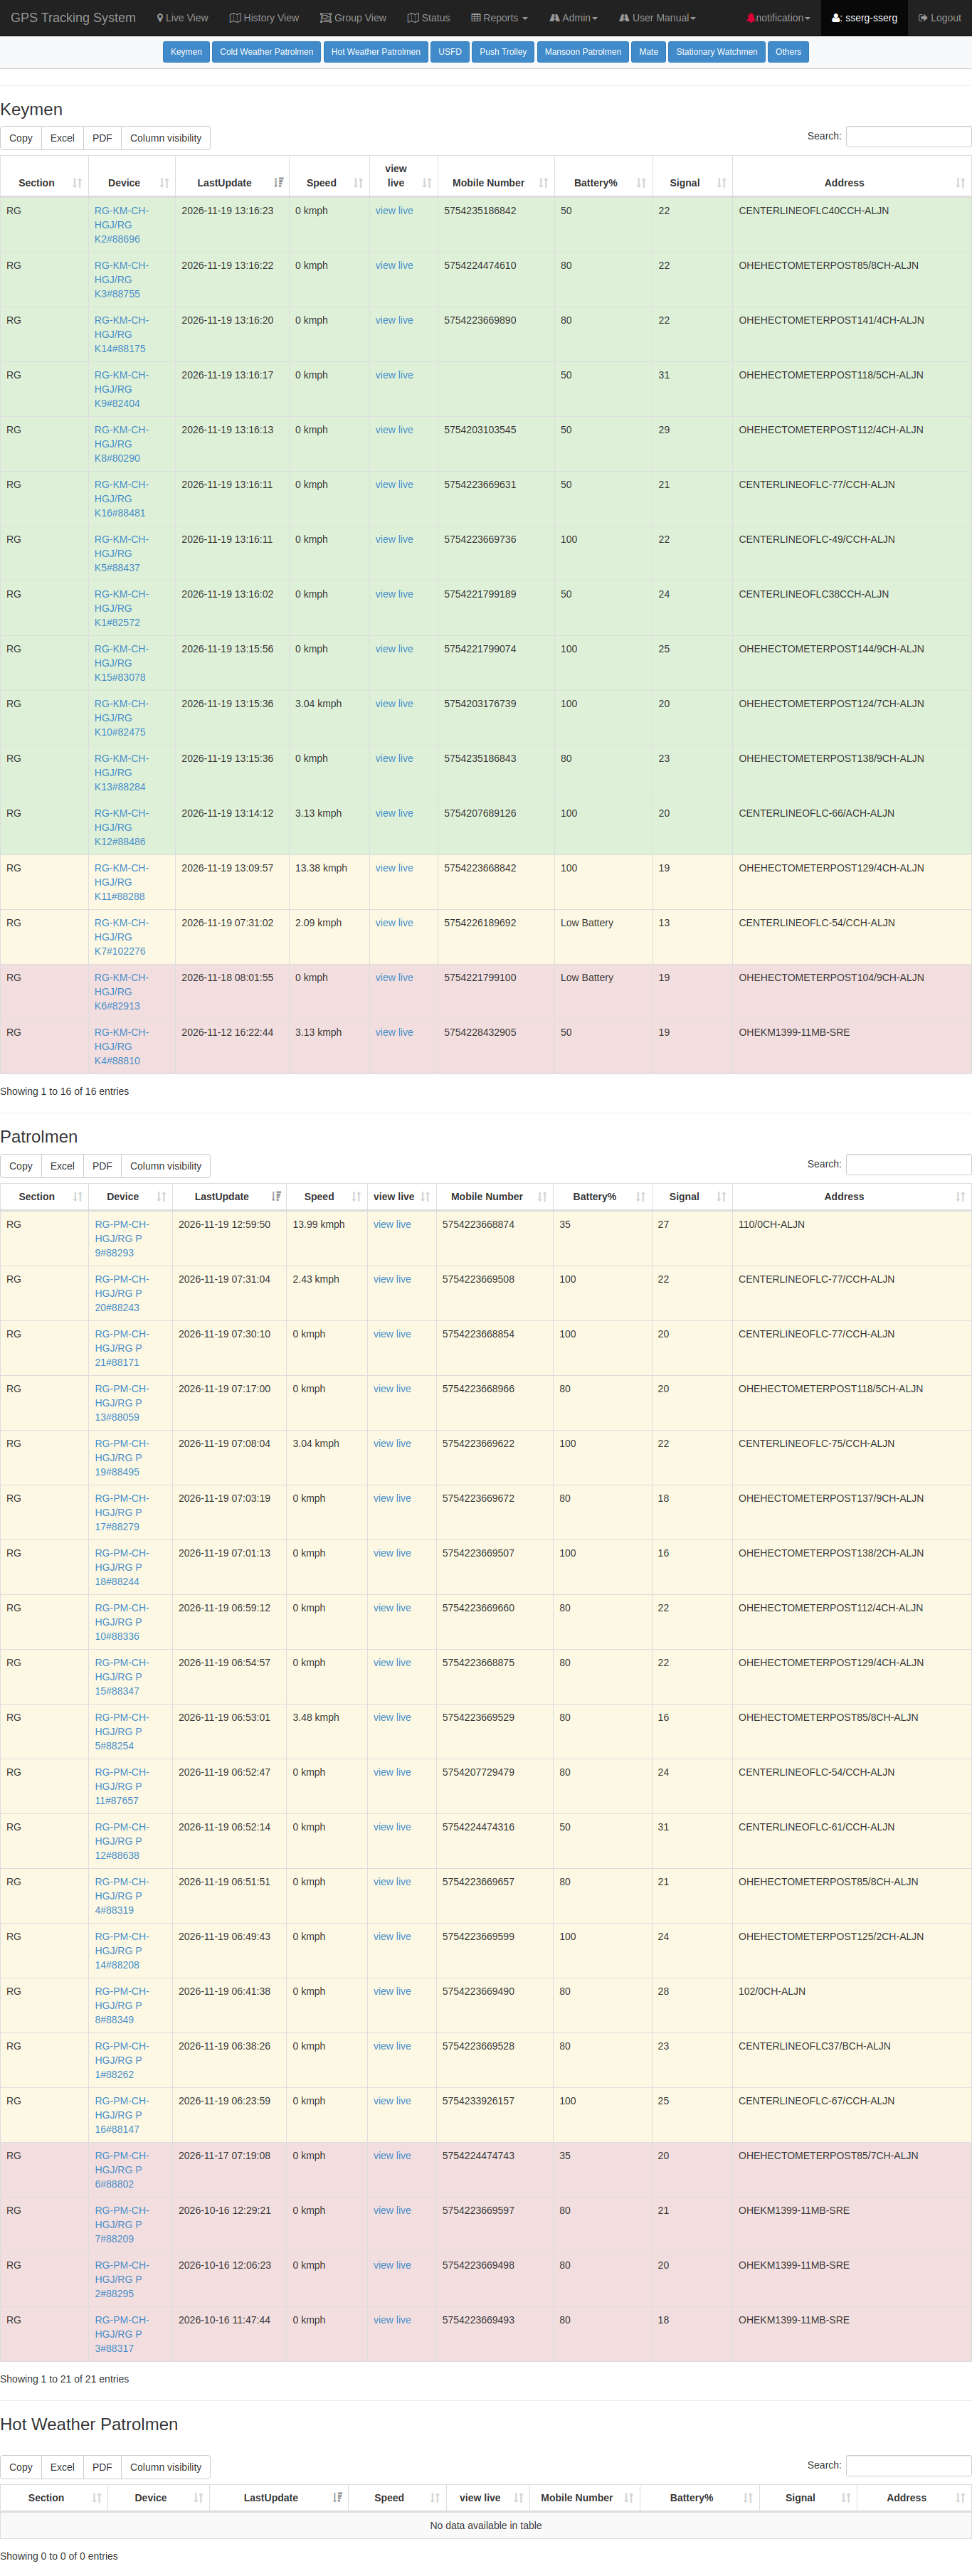 GPS Tracking System Live View History View Group View Status Reports Admin User Manual notification : sserg-sserg Logout
Keymen Cold Weather Patrolmen Hot Weather Patrolmen USFD Push Trolley Mansoon Patrolmen Mate Stationary Watchmen Others
Keymen
Copy Excel PDF Column visibility Search:
view
Section Device LastUpdate Speed live Mobile Number Battery% Signal Address
RG RG-KM-CH- 2026-11-19 13:16:23 0 kmph view live 5754235186842 50 22 CENTERLINEOFLC40CCH-ALJN
HGJ/RG
K2#88696
RG RG-KM-CH- 2026-11-19 13:16:22 0 kmph view live 5754224474610 80 22 OHEHECTOMETERPOST85/8CH-ALJN
HGJ/RG
K3#88755
RG RG-KM-CH- 2026-11-19 13:16:20 0 kmph view live 5754223669890 80 22 OHEHECTOMETERPOST141/4CH-ALJN
HGJ/RG
K14#88175
RG RG-KM-CH- 2026-11-19 13:16:17 0 kmph view live 50 31 OHEHECTOMETERPOST118/5CH-ALJN
HGJ/RG
K9#82404
RG RG-KM-CH- 2026-11-19 13:16:13 0 kmph view live 5754203103545 50 29 OHEHECTOMETERPOST112/4CH-ALJN
HGJ/RG
K8#80290
RG RG-KM-CH- 2026-11-19 13:16:11 0 kmph view live 5754223669631 50 21 CENTERLINEOFLC-77/CCH-ALJN
HGJ/RG
K16#88481
RG RG-KM-CH- 2026-11-19 13:16:11 0 kmph view live 5754223669736 100 22 CENTERLINEOFLC-49/CCH-ALJN
HGJ/RG
K5#88437
RG RG-KM-CH- 2026-11-19 13:16:02 0 kmph view live 5754221799189 50 24 CENTERLINEOFLC38CCH-ALJN
HGJ/RG
K1#82572
RG RG-KM-CH- 2026-11-19 13:15:56 0 kmph view live 5754221799074 100 25 OHEHECTOMETERPOST144/9CH-ALJN
HGJ/RG
K15#83078
RG RG-KM-CH- 2026-11-19 13:15:36 3.04 kmph view live 5754203176739 100 20 OHEHECTOMETERPOST124/7CH-ALJN
HGJ/RG
K10#82475
RG RG-KM-CH- 2026-11-19 13:15:36 0 kmph view live 5754235186843 80 23 OHEHECTOMETERPOST138/9CH-ALJN
HGJ/RG
K13#88284
RG RG-KM-CH- 2026-11-19 13:14:12 3.13 kmph view live 5754207689126 100 20 CENTERLINEOFLC-66/ACH-ALJN
HGJ/RG
K12#88486
RG RG-KM-CH- 2026-11-19 13:09:57 13.38 kmph view live 5754223668842 100 19 OHEHECTOMETERPOST129/4CH-ALJN
HGJ/RG
K11#88288
RG RG-KM-CH- 2026-11-19 07:31:02 2.09 kmph view live 5754226189692 Low Battery 13 CENTERLINEOFLC-54/CCH-ALJN
HGJ/RG
K7#102276
RG RG-KM-CH- 2026-11-18 08:01:55 0 kmph view live 5754221799100 Low Battery 19 OHEHECTOMETERPOST104/9CH-ALJN
HGJ/RG
K6#82913
RG RG-KM-CH- 2026-11-12 16:22:44 3.13 kmph view live 5754228432905 50 19 OHEKM1399-11MB-SRE
HGJ/RG
K4#88810
Showing 1 to 16 of 16 entries
Patrolmen
Copy Excel PDF Column visibility Search:
Section Device LastUpdate Speed view live Mobile Number Battery% Signal Address
RG RG-PM-CH- 2026-11-19 12:59:50 13.99 kmph view live 5754223668874 35 27 110/0CH-ALJN
HGJ/RG P
9#88293
RG RG-PM-CH- 2026-11-19 07:31:04 2.43 kmph view live 5754223669508 100 22 CENTERLINEOFLC-77/CCH-ALJN
HGJ/RG P
20#88243
RG RG-PM-CH- 2026-11-19 07:30:10 0 kmph view live 5754223668854 100 20 CENTERLINEOFLC-77/CCH-ALJN
HGJ/RG P
21#88171
RG RG-PM-CH- 2026-11-19 07:17:00 0 kmph view live 5754223668966 80 20 OHEHECTOMETERPOST118/5CH-ALJN
HGJ/RG P
13#88059
RG RG-PM-CH- 2026-11-19 07:08:04 3.04 kmph view live 5754223669622 100 22 CENTERLINEOFLC-75/CCH-ALJN
HGJ/RG P
19#88495
RG RG-PM-CH- 2026-11-19 07:03:19 0 kmph view live 5754223669672 80 18 OHEHECTOMETERPOST137/9CH-ALJN
HGJ/RG P
17#88279
RG RG-PM-CH- 2026-11-19 07:01:13 0 kmph view live 5754223669507 100 16 OHEHECTOMETERPOST138/2CH-ALJN
HGJ/RG P
18#88244
RG RG-PM-CH- 2026-11-19 06:59:12 0 kmph view live 5754223669660 80 22 OHEHECTOMETERPOST112/4CH-ALJN
HGJ/RG P
10#88336
RG RG-PM-CH- 2026-11-19 06:54:57 0 kmph view live 5754223668875 80 22 OHEHECTOMETERPOST129/4CH-ALJN
HGJ/RG P
15#88347
RG RG-PM-CH- 2026-11-19 06:53:01 3.48 kmph view live 5754223669529 80 16 OHEHECTOMETERPOST85/8CH-ALJN
HGJ/RG P
5#88254
RG RG-PM-CH- 2026-11-19 06:52:47 0 kmph view live 5754207729479 80 24 CENTERLINEOFLC-54/CCH-ALJN
HGJ/RG P
11#87657
RG RG-PM-CH- 2026-11-19 06:52:14 0 kmph view live 5754224474316 50 31 CENTERLINEOFLC-61/CCH-ALJN
HGJ/RG P
12#88638
RG RG-PM-CH- 2026-11-19 06:51:51 0 kmph view live 5754223669657 80 21 OHEHECTOMETERPOST85/8CH-ALJN
HGJ/RG P
4#88319
RG RG-PM-CH- 2026-11-19 06:49:43 0 kmph view live 5754223669599 100 24 OHEHECTOMETERPOST125/2CH-ALJN
HGJ/RG P
14#88208
RG RG-PM-CH- 2026-11-19 06:41:38 0 kmph view live 5754223669490 80 28 102/0CH-ALJN
HGJ/RG P
8#88349
RG RG-PM-CH- 2026-11-19 06:38:26 0 kmph view live 5754223669528 80 23 CENTERLINEOFLC37/BCH-ALJN
HGJ/RG P
1#88262
RG RG-PM-CH- 2026-11-19 06:23:59 0 kmph view live 5754233926157 100 25 CENTERLINEOFLC-67/CCH-ALJN
HGJ/RG P
16#88147
RG RG-PM-CH- 2026-11-17 07:19:08 0 kmph view live 5754224474743 35 20 OHEHECTOMETERPOST85/7CH-ALJN
HGJ/RG P
6#88802
RG RG-PM-CH- 2026-10-16 12:29:21 0 kmph view live 5754223669597 80 21 OHEKM1399-11MB-SRE
HGJ/RG P
7#88209
RG RG-PM-CH- 2026-10-16 12:06:23 0 kmph view live 5754223669498 80 20 OHEKM1399-11MB-SRE
HGJ/RG P
2#88295
RG RG-PM-CH- 2026-10-16 11:47:44 0 kmph view live 5754223669493 80 18 OHEKM1399-11MB-SRE
HGJ/RG P
3#88317
Showing 1 to 21 of 21 entries
Hot Weather Patrolmen
Copy Excel PDF Column visibility Search:
Section Device LastUpdate Speed view live Mobile Number Battery% Signal Address
No data available in table
Showing 0 to 0 of 0 entries